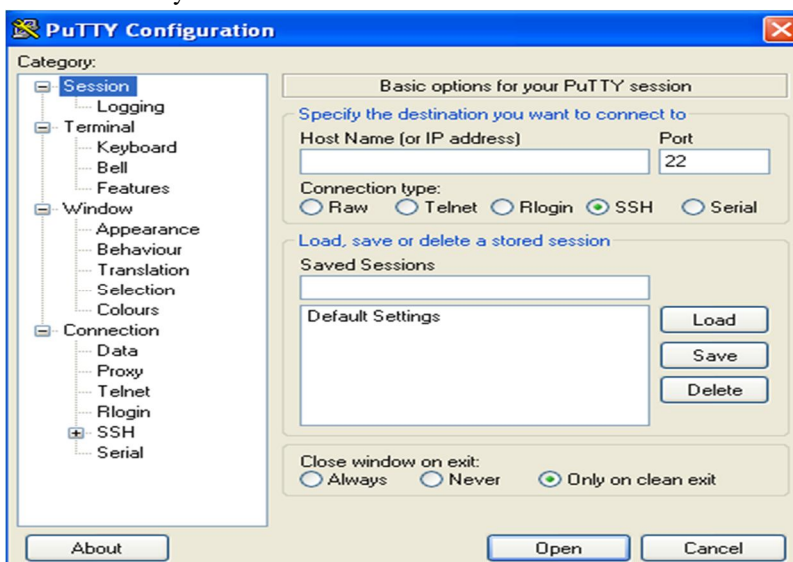 PuTTY Configuration
Category:
Session
Logging
Terminal
Keyboard
Bell
Features
Window
Appearance
Behaviour
Translation
Selection
Colours
Connection
Data
Proxy
Telnet
Rlogin
SSH
Serial
Basic options for your PuTTY session
Specify the destination you want to connect to
Host Name (or IP address) Port
22
Connection type:
Raw Telnet Rlogin SSH Serial
Load, save or delete a stored session
Saved Sessions
Default Settings
Load
Save
Delete
Close window on exit:
Always Never Only on clean exit
About Open Cancel